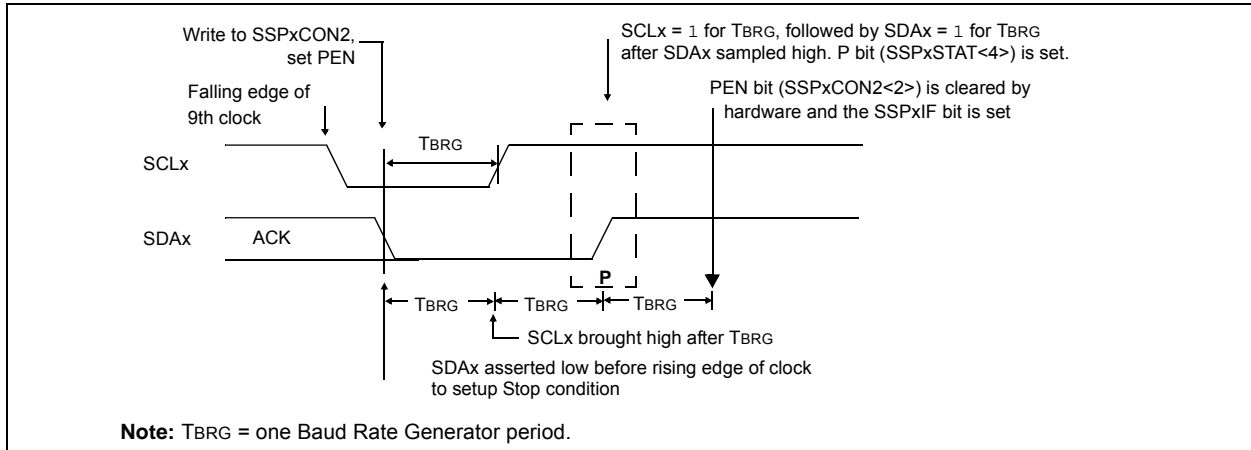 Write to SSPxCON2,
set PEN
SCLx = 1 for TBRG, followed by SDAx = 1 for TBRG
after SDAx sampled high. P bit (SSPxSTAT<4>) is set.
Falling edge of
9th clock
PEN bit (SSPxCON2<2>) is cleared by
hardware and the SSPxIF bit is set
TBRG
SCLx
SDAx
ACK
P
TBRG
TBRG
TBRG
SCLx brought high after TBRG
SDAx asserted low before rising edge of clock
to setup Stop condition
Note: TBRG = one Baud Rate Generator period.